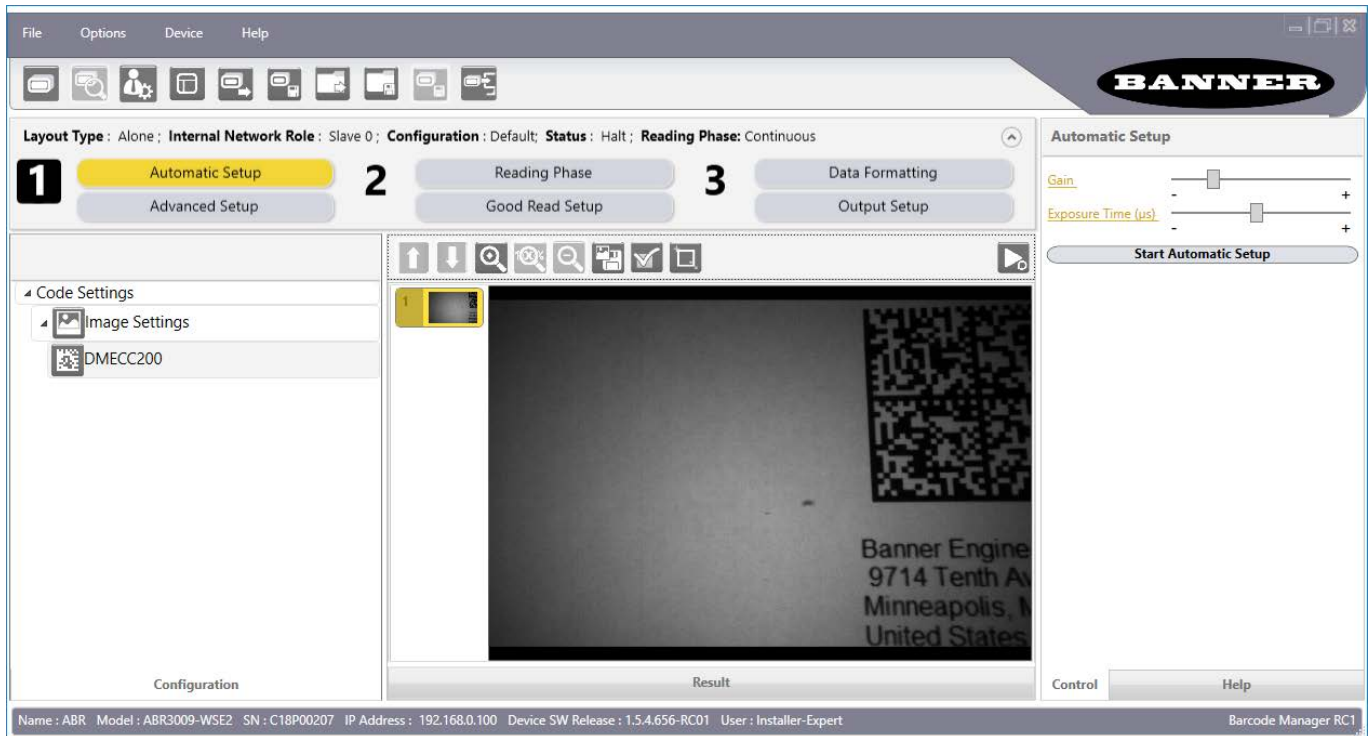 File Options Device Help
BANNER
Layout Type : Alone ; Internal Network Role : Slave 0 ; Configuration : Default; Status : Halt ; Reading Phase: Continuous
1 Automatic Setup 2 Reading Phase 3 Data Formatting
Advanced Setup Good Read Setup Output Setup
Automatic Setup
Gain
- +
Exposure Time (µs)
- +
Start Automatic Setup
Code Settings
Image Settings
DMECC200
100%
1
Banner Engine
9714 Tenth Av
Minneapolis,
United States
Configuration Result Control Help
Name : ABR Model : ABR3009-WSE2 SN : C18P00207 IP Address : 192.168.0.100 Device SW Release : 1.5.4.656-RC01 User : Installer-Expert Barcode Manager RC1